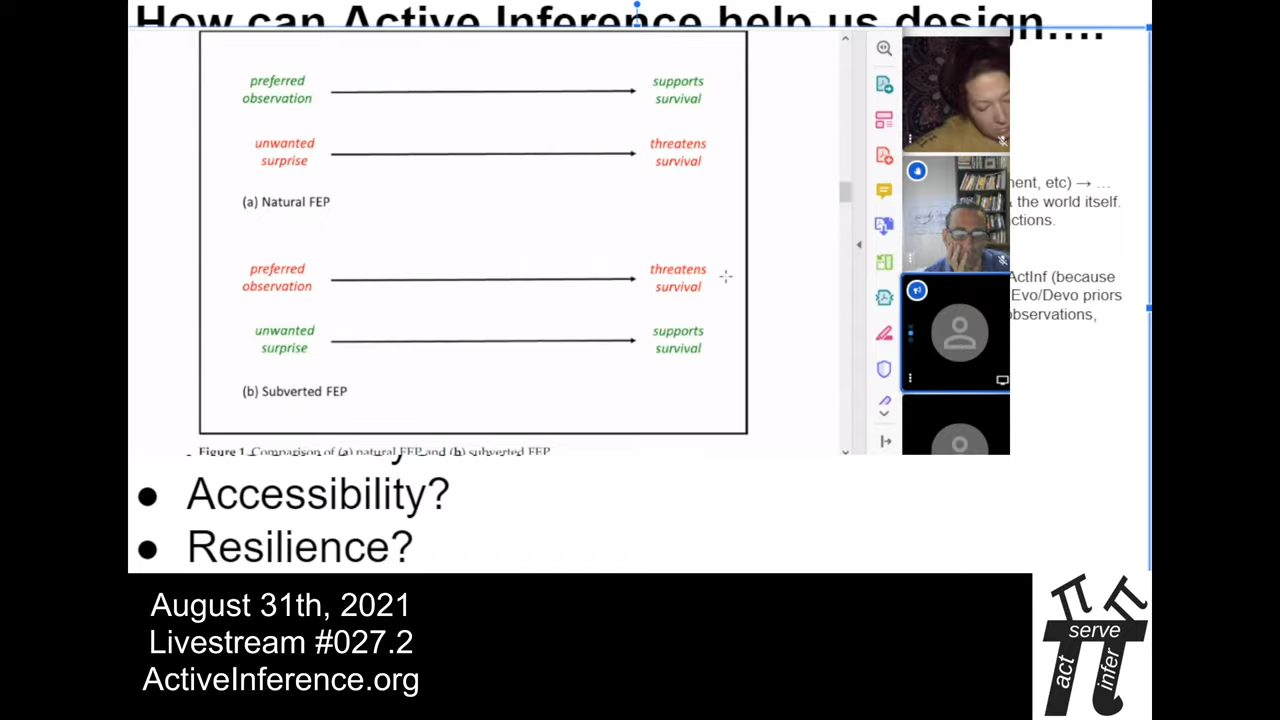 How can Active Inference help us design....
preferred
observation
supports
survival
unwanted
surprise
threatens
survival
(a) Natural FEP
preferred
observation
threatens
survival
unwanted
surprise
supports
survival
(b) Subverted FEP
Figure 1. Comparison of (a) natural FEP and (b) subverted FEP
nent, etc) → ...
the world itself.
ctions.
ActInf (because
Evo/Devo priors
observations,
● Accessibility?
● Resilience?
August 31th, 2021
Livestream #027.2
ActiveInference.org
serve
act
infer